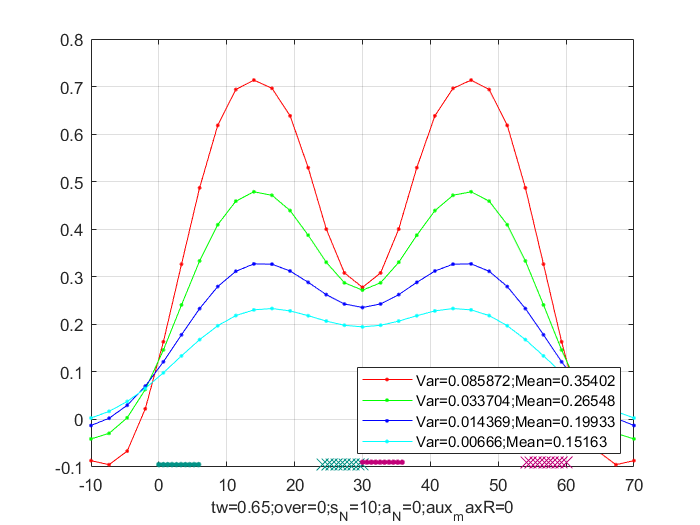 0.8
0.7
0.6
0.5
0.4
0.3
0.2
0.1
0
-0.1
Var=0.085872;Mean=0.35402
Var=0.033704;Mean=0.26548
Var=0.014369;Mean=0.19933
Var=0.00666;Mean=0.15163
-10 0 10 20 30 40 50 60 70
tw=0.65;over=0;s_N=10;a_N=0;aux_maxR=0